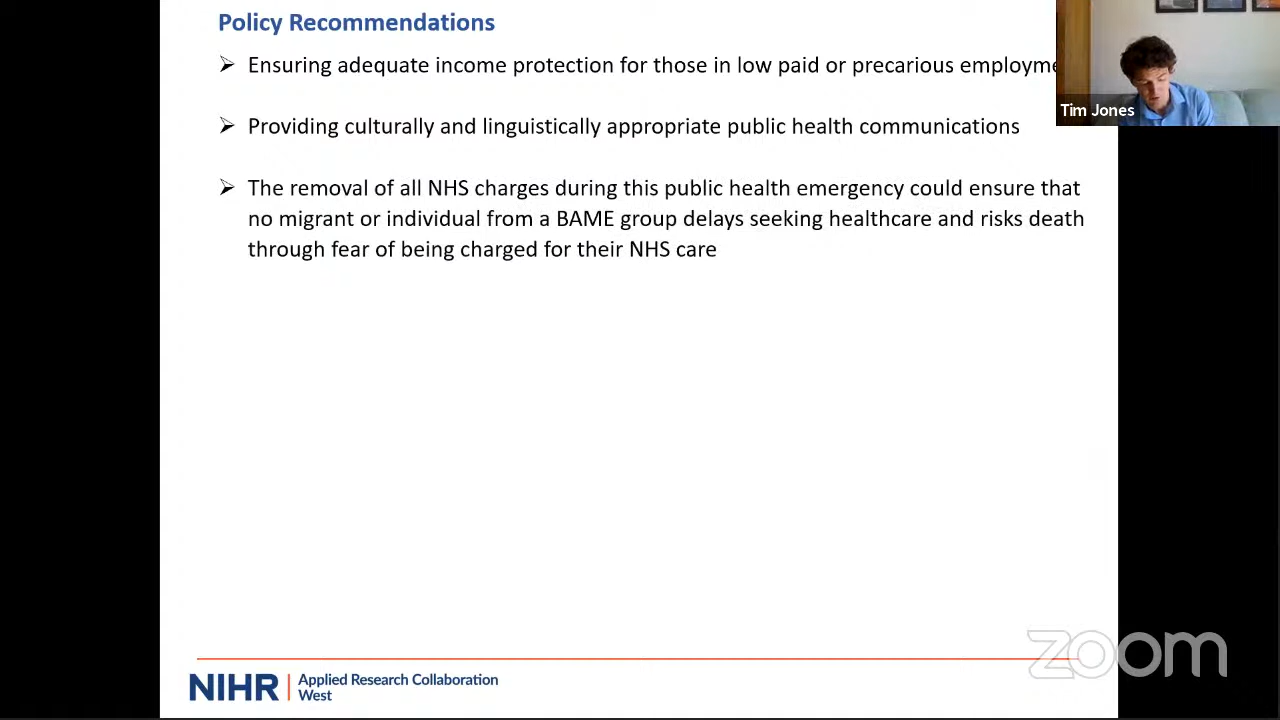 Policy Recommendations
➢ Ensuring adequate income protection for those in low paid or precarious employme
Tim Jones
➢ Providing culturally and linguistically appropriate public health communications
➢ The removal of all NHS charges during this public health emergency could ensure that
no migrant or individual from a BAME group delays seeking healthcare and risks death
through fear of being charged for their NHS care
zoom
NIHR | Applied Research Collaboration
West